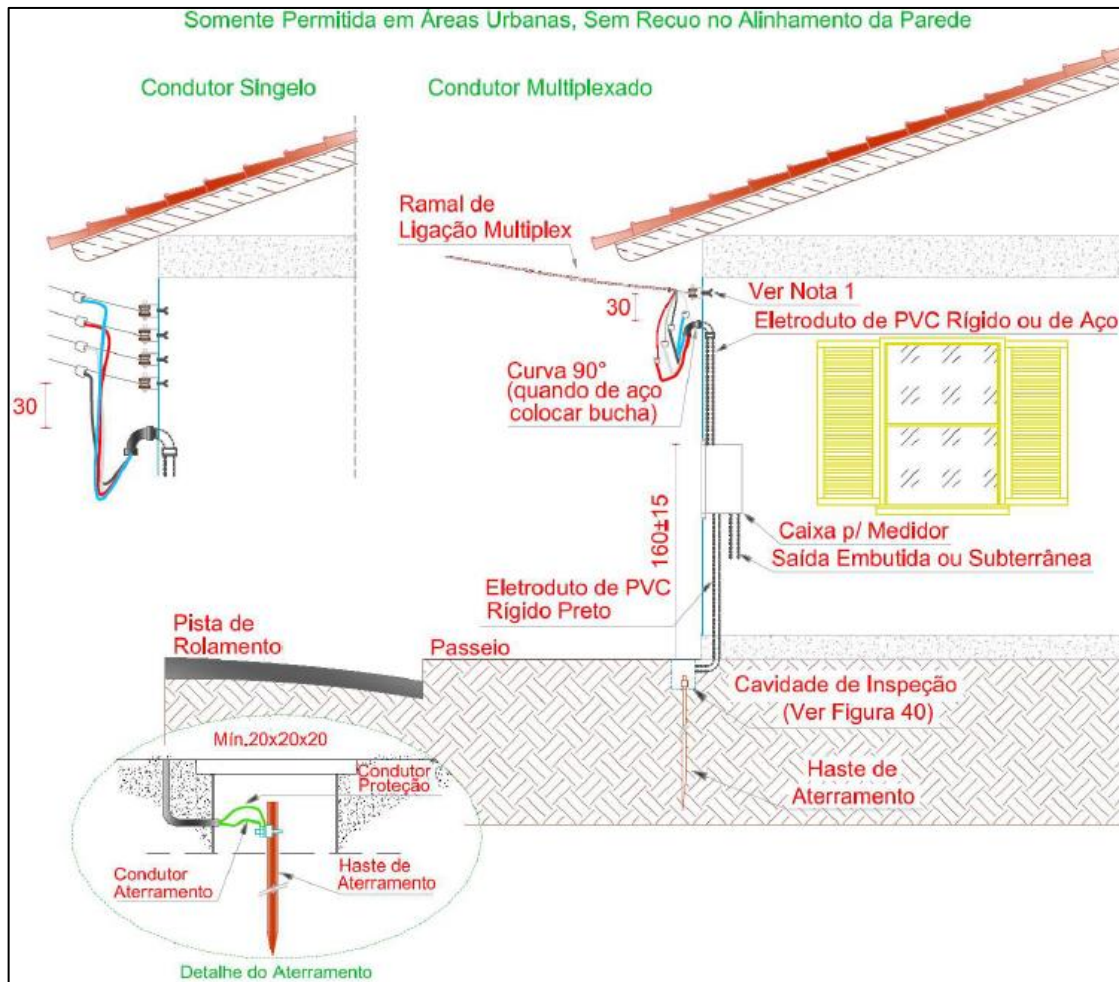 Somente Permitida em Áreas Urbanas, Sem Recuo no Alinhamento da Parede
Condutor Singelo
Condutor Multiplexado
Ramal de
Ligação Multiplex
30
Ver Nota 1
Eletroduto de PVC Rígido ou de Aço
Curva 90°
(quando de aço
colocar bucha)
30
160±15
Caixa p/ Medidor
Saída Embutida ou Subterrânea
Eletroduto de PVC
Rígido Preto
Pista de
Rolamento
Passeio
Cavidade de Inspeção
(Ver Figura 40)
Haste de
Aterramento
Mín.20x20x20
Condutor
Proteção
Condutor
Aterramento
Haste de
Aterramento
Detalhe do Aterramento